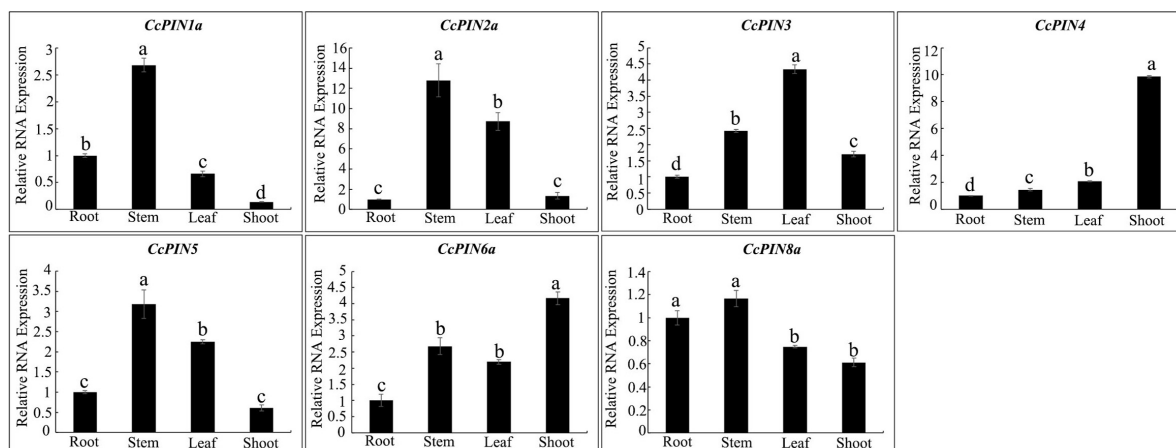 CcPIN1a
Relative RNA Expression
3
2.5
2
1.5
1
0.5
0
b
a
c
d
Root Stem Leaf Shoot
CcPIN2a
Relative RNA Expression
16
14
12
10
8
6
4
2
0
c
a
b
c
Root Stem Leaf Shoot
CcPIN3
Relative RNA Expression
5
4.5
4
3.5
3
2.5
2
1.5
1
0.5
0
d
b
a
c
Root Stem Leaf Shoot
CcPIN4
Relative RNA Expression
12
10
8
6
4
2
0
d
c
b
a
Root Stem Leaf Shoot
CcPIN5
Relative RNA Expression
4
3.5
3
2.5
2
1.5
1
0.5
0
c
a
b
c
Root Stem Leaf Shoot
CcPIN6a
Relative RNA Expression
5
4.5
4
3.5
3
2.5
2
1.5
1
0.5
0
c
b
b
a
Root Stem Leaf Shoot
CcPIN8a
Relative RNA Expression
1.4
1.2
1
0.8
0.6
0.4
0.2
0
a
a
b
b
Root Stem Leaf Shoot